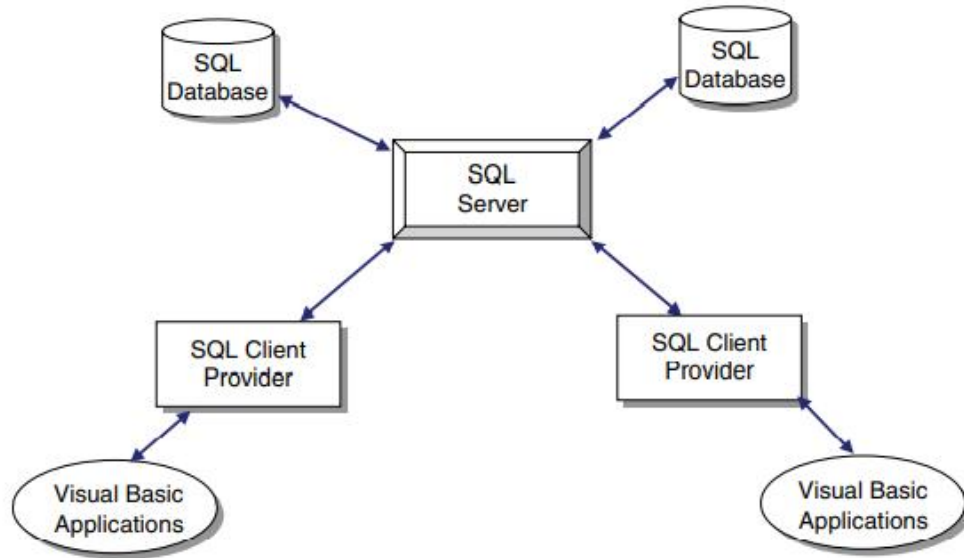 SQL
Database
SQL
Database
SQL
Server
SQL Client
Provider
SQL Client
Provider
Visual Basic
Applications
Visual Basic
Applications